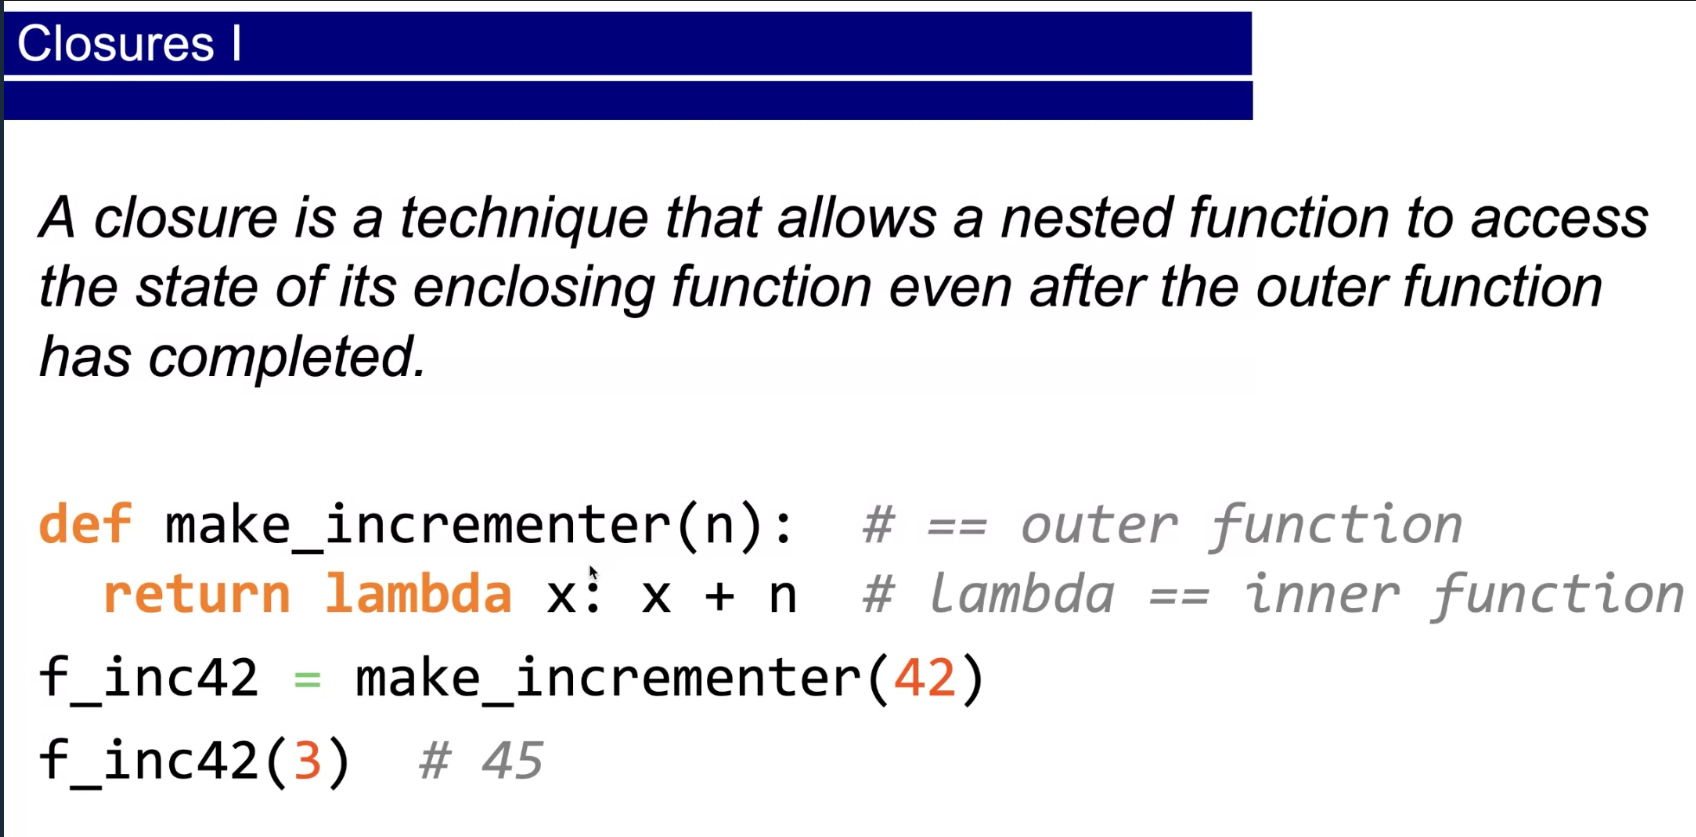 Closures I
A closure is a technique that allows a nested function to access
the state of its enclosing function even after the outer function
has completed.
def make_incrementer(n):  # == outer function
  return lambda x: x + n  # lambda == inner function
f_inc42 = make_incrementer(42)
f_inc42(3)  # 45